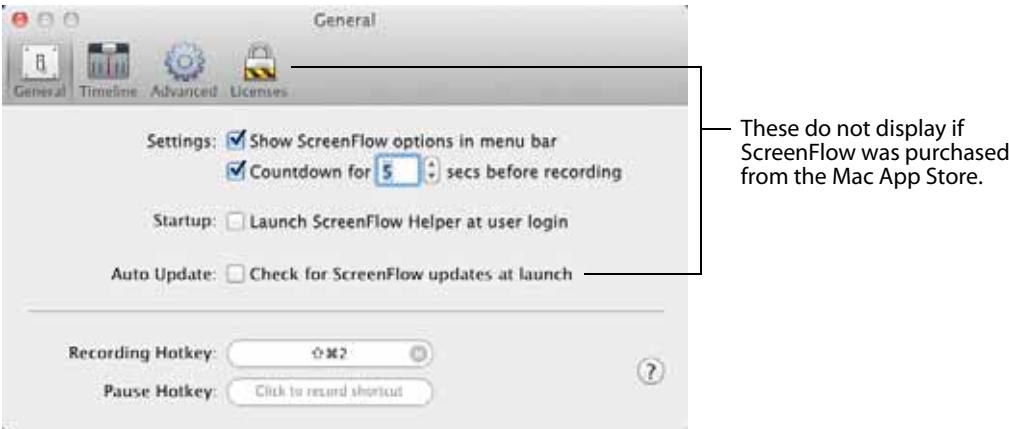 General
General Timeline Advanced Licenses
Settings: Show ScreenFlow options in menu bar
Countdown for 5 secs before recording
Startup: Launch ScreenFlow Helper at user login
Auto Update: Check for ScreenFlow updates at launch
Recording Hotkey: ⇧⌘2
Pause Hotkey: Click to record shortcut
?
These do not display if
ScreenFlow was purchased
from the Mac App Store.